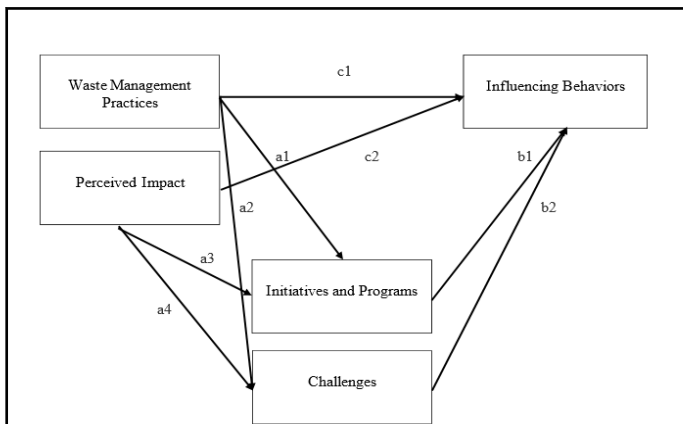 Waste Management
Practices
c1
Influencing Behaviors
a1
c2
b1
Perceived Impact
a2
b2
a3
Initiatives and Programs
a4
Challenges